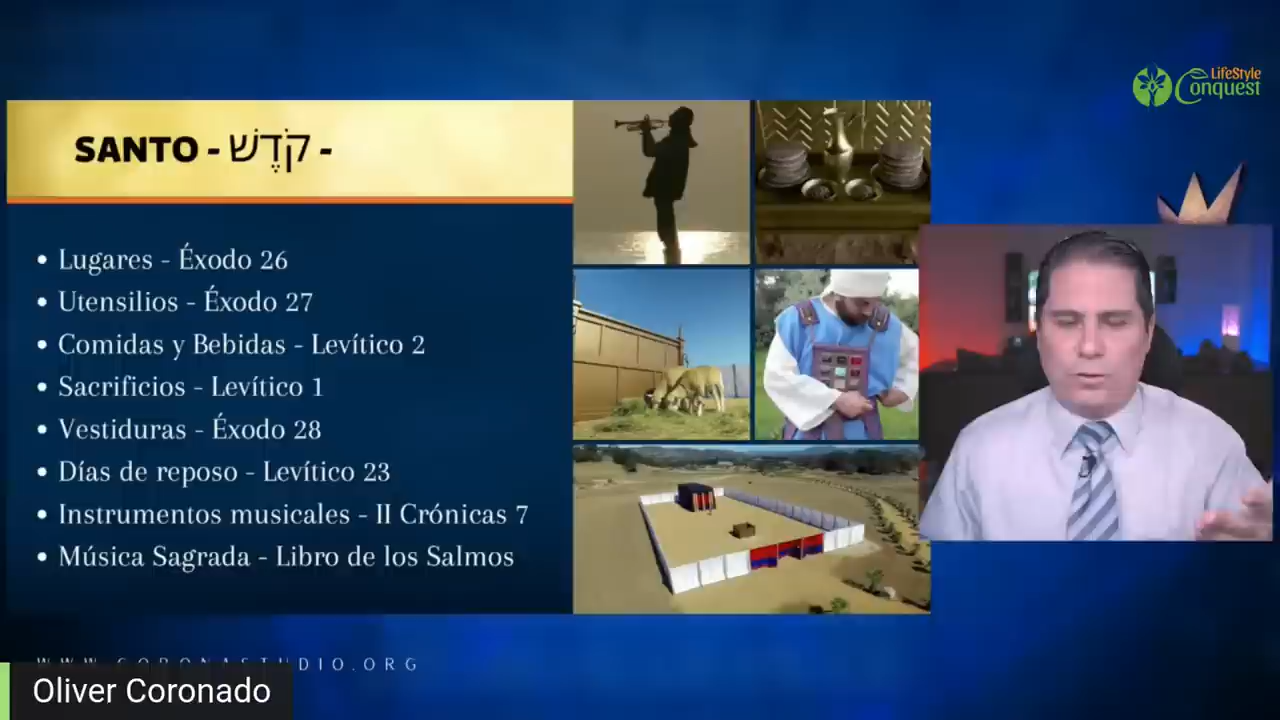 LifeStyle
Conquest
SANTO - קֹדֶשׁ -
• Lugares - Éxodo 26
• Utensilios - Éxodo 27
• Comidas y Bebidas - Levítico 2
• Sacrificios - Levítico 1
• Vestiduras - Éxodo 28
• Días de reposo - Levítico 23
• Instrumentos musicales - II Crónicas 7
• Música Sagrada - Libro de los Salmos
WWW.CORONASTUDIO.ORG
Oliver Coronado